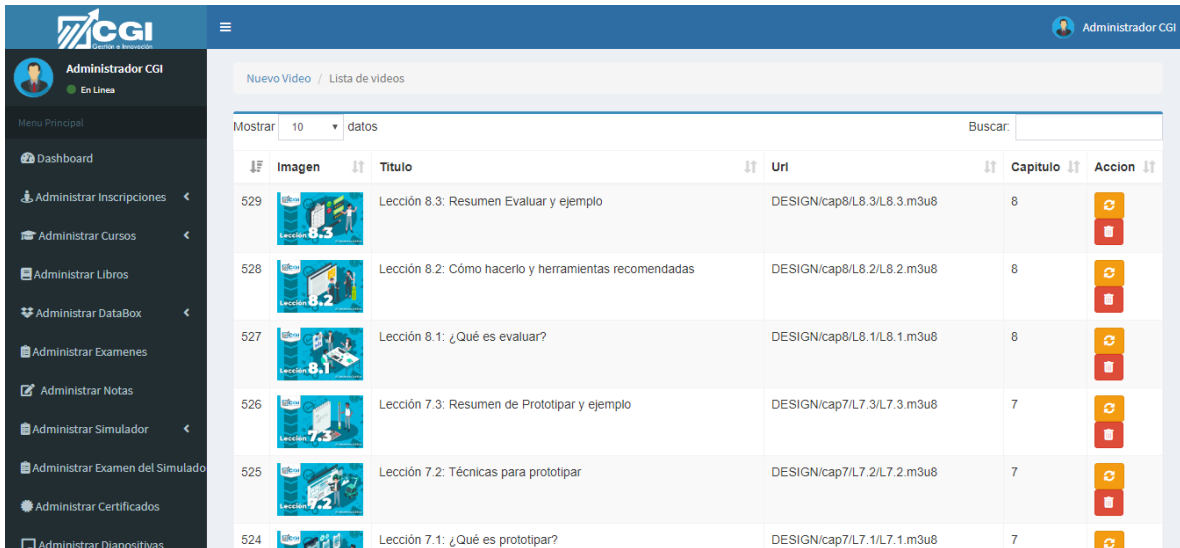 CGI
Gestión e Innovación
Administrador CGI
Administrador CGI
En Linea
Menu Principal
Dashboard
Administrar Inscripciones
Administrar Cursos
Administrar Libros
Administrar DataBox
Administrar Examenes
Administrar Notas
Administrar Simulador
Administrar Examen del Simulado
Administrar Certificados
Administrar Diapositivas
Nuevo Video / Lista de videos
Mostrar 10 datos Buscar:
Imagen Titulo Url Capitulo Accion
529 Lección 8.3 Lección 8.3: Resumen Evaluar y ejemplo DESIGN/cap8/L8.3/L8.3.m3u8 8
528 Lección 8.2 Lección 8.2: Cómo hacerlo y herramientas recomendadas DESIGN/cap8/L8.2/L8.2.m3u8 8
527 Lección 8.1 Lección 8.1: ¿Qué es evaluar? DESIGN/cap8/L8.1/L8.1.m3u8 8
526 Lección 7.3 Lección 7.3: Resumen de Prototipar y ejemplo DESIGN/cap7/L7.3/L7.3.m3u8 7
525 Lección 7.2 Lección 7.2: Técnicas para prototipar DESIGN/cap7/L7.2/L7.2.m3u8 7
524 Lección 7.1: ¿Qué es prototipar? DESIGN/cap7/L7.1/L7.1.m3u8 7